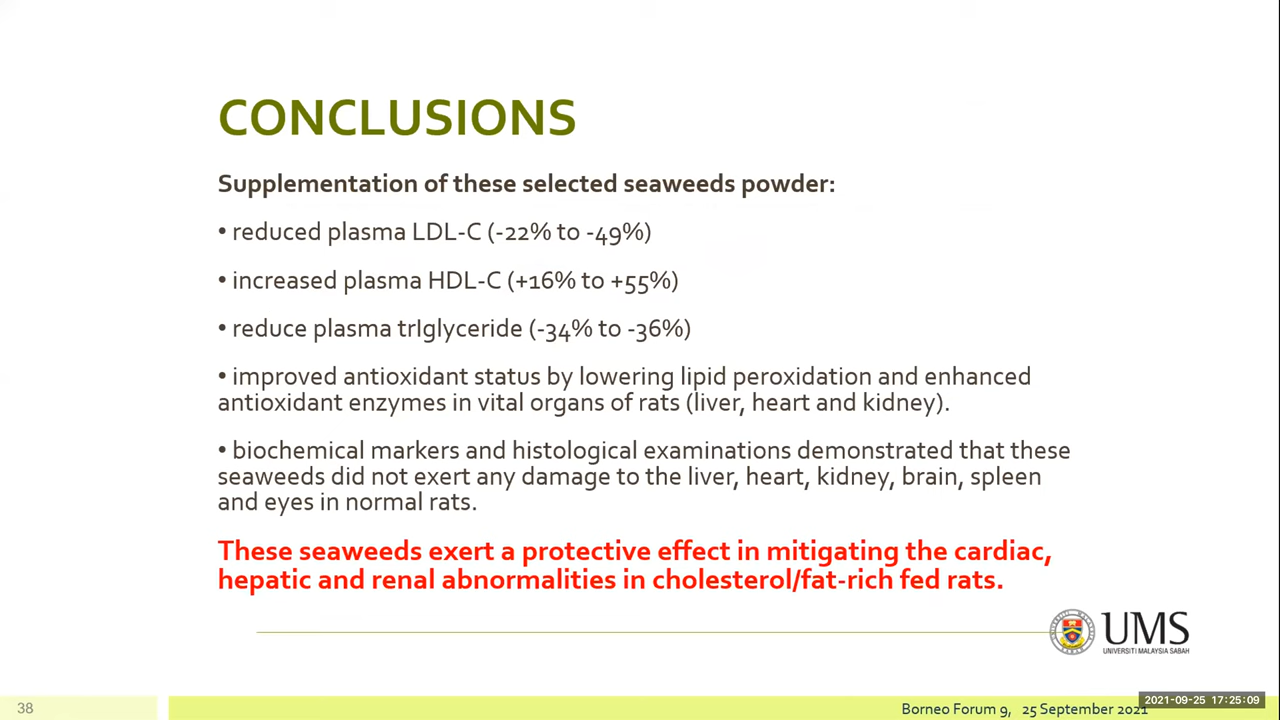 CONCLUSIONS
Supplementation of these selected seaweeds powder:
• reduced plasma LDL-C (-22% to -49%)
• increased plasma HDL-C (+16% to +55%)
• reduce plasma trIglyceride (-34% to -36%)
• improved antioxidant status by lowering lipid peroxidation and enhanced
antioxidant enzymes in vital organs of rats (liver, heart and kidney).
• biochemical markers and histological examinations demonstrated that these
seaweeds did not exert any damage to the liver, heart, kidney, brain, spleen
and eyes in normal rats.
These seaweeds exert a protective effect in mitigating the cardiac,
hepatic and renal abnormalities in cholesterol/fat-rich fed rats.
UMS
UNIVERSITI MALAYSIA SABAH
38
Borneo Forum 9, 25 September 2021
2021-09-25 17:25:09